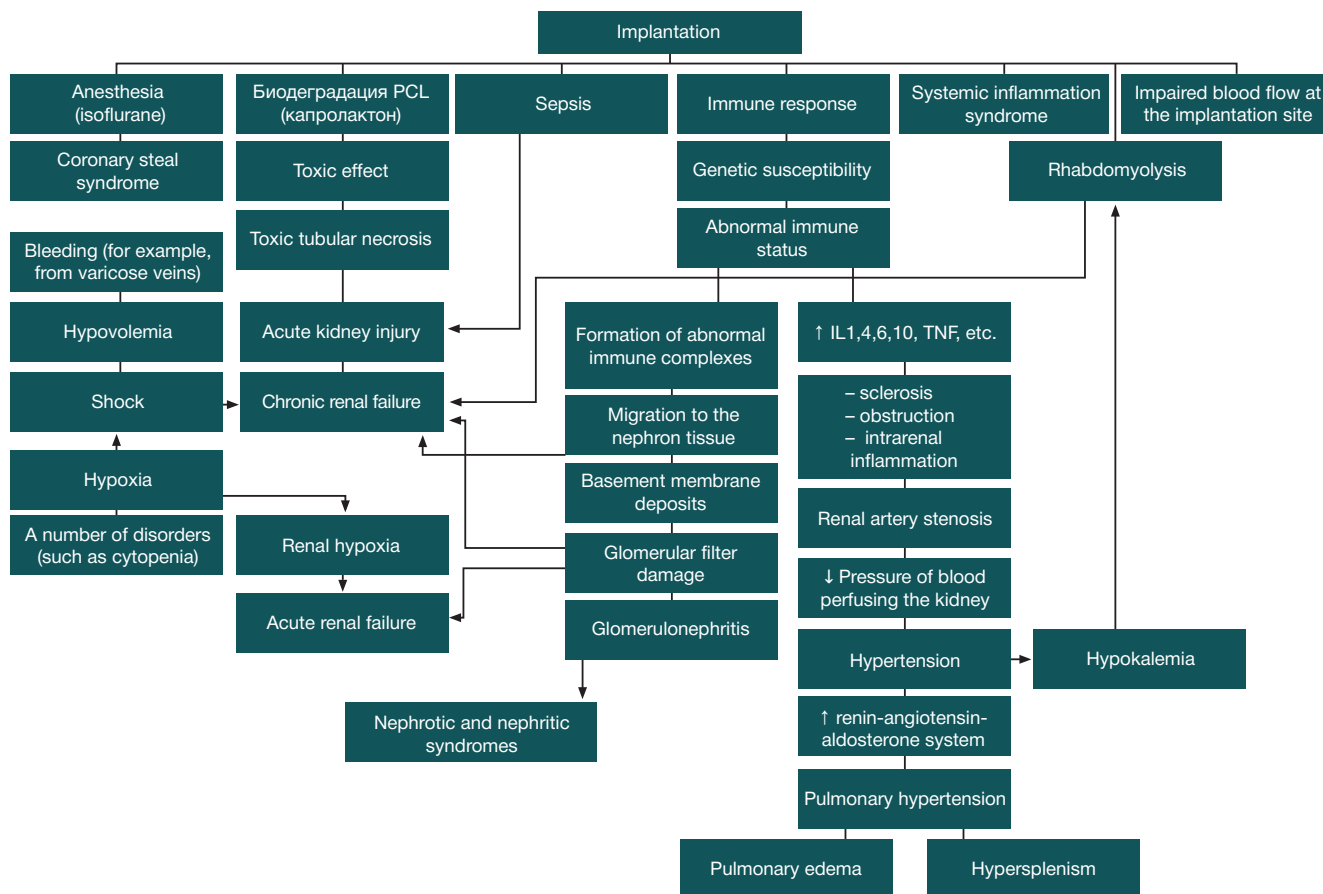 Implantation
Anesthesia
(isoflurane)
Биодеградация PCL
(капролактон)
Sepsis
Immune response
Systemic inflammation
syndrome
Impaired blood flow at
the implantation site
Coronary steal
syndrome
Toxic effect
Genetic susceptibility
Rhabdomyolysis
Toxic tubular necrosis
Abnormal immune
status
Bleeding (for example,
from varicose veins)
Hypovolemia
Acute kidney injury
Formation of abnormal
immune complexes
↑ IL1,4,6,10, TNF, etc.
Shock
Chronic renal failure
Migration to the
nephron tissue
– sclerosis
– obstruction
– intrarenal
inflammation
Hypoxia
Basement membrane
deposits
Renal artery stenosis
A number of disorders
(such as cytopenia)
Renal hypoxia
Glomerular filter
damage
↓ Pressure of blood
perfusing the kidney
Acute renal failure
Glomerulonephritis
Hypertension
Hypokalemia
Nephrotic and nephritic
syndromes
↑ renin-angiotensin-
aldosterone system
Pulmonary hypertension
Pulmonary edema
Hypersplenism